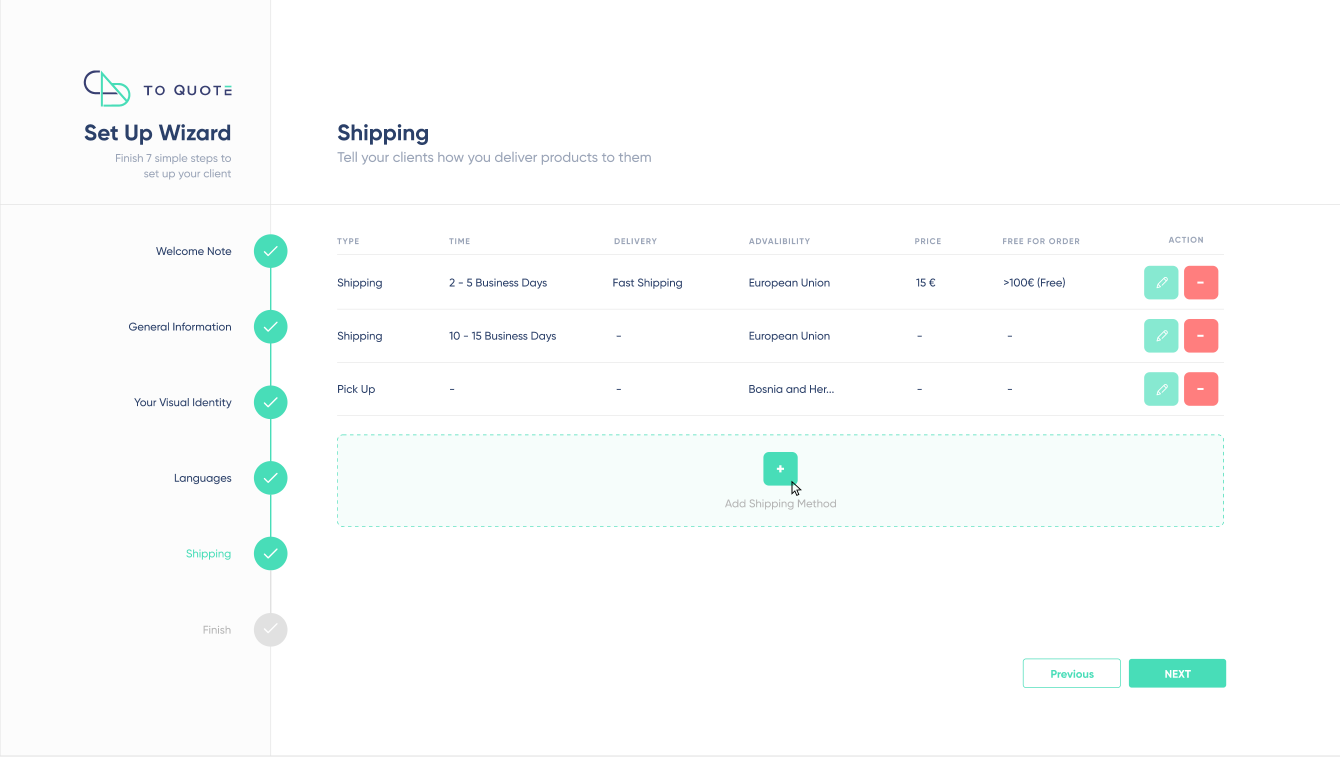 TO QUOTE
Set Up Wizard
Finish 7 simple steps to
set up your client
Shipping
Tell your clients how you deliver products to them
Welcome Note
General Information
Your Visual Identity
Languages
Shipping
Finish
TYPE TIME DELIVERY ADVALIBILITY PRICE FREE FOR ORDER ACTION
Shipping 2 - 5 Business Days Fast Shipping European Union 15 € >100€ (Free)
Shipping 10 - 15 Business Days - European Union - -
Pick Up - - Bosnia and Her... - -
Add Shipping Method
Previous NEXT